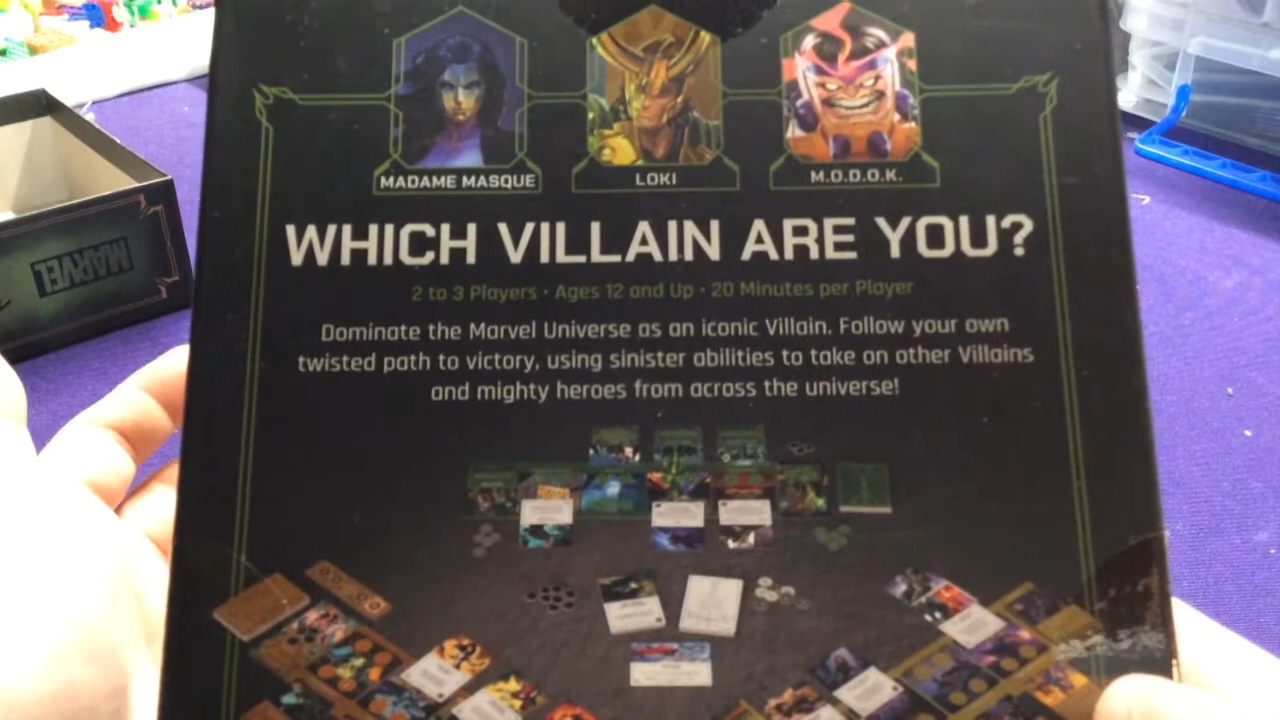 MADAME MASQUE
LOKI
M.O.D.O.K.
WHICH VILLAIN ARE YOU?
2 to 3 Players · Ages 12 and Up · 20 Minutes per Player
Dominate the Marvel Universe as an iconic Villain. Follow your own
twisted path to victory, using sinister abilities to take on other Villains
and mighty heroes from across the universe!
MARVEL